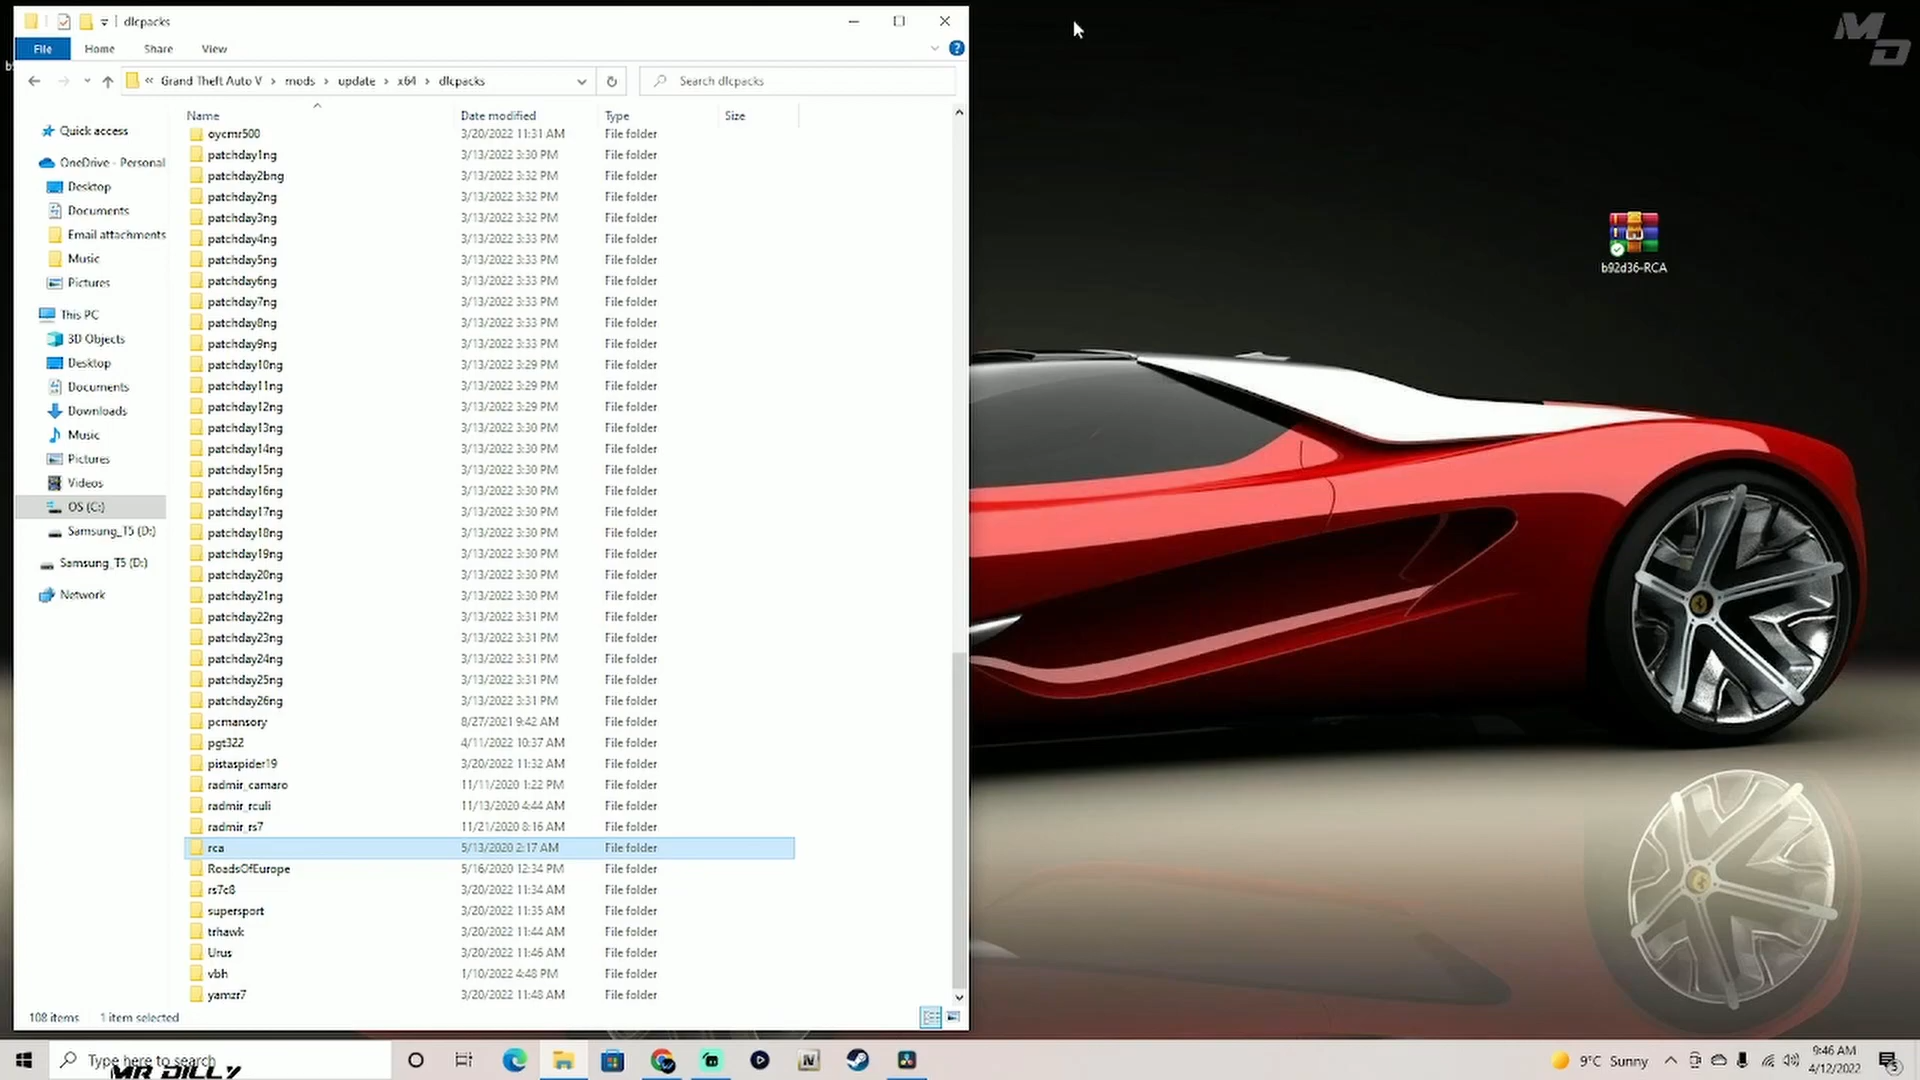 dlcpacks
File Home Share View
« Grand Theft Auto V › mods › update › x64 › dlcpacks
Search dlcpacks
Name Date modified Type Size
Quick access
OneDrive - Personal
Desktop
Documents
Email attachments
Music
Pictures
This PC
3D Objects
Desktop
Documents
Downloads
Music
Pictures
Videos
OS (C:)
Samsung_T5 (D:)
Samsung_T5 (D:)
Network
oycmr500 3/20/2022 11:31 AM File folder
patchday1ng 3/13/2022 3:30 PM File folder
patchday2bng 3/13/2022 3:32 PM File folder
patchday2ng 3/13/2022 3:32 PM File folder
patchday3ng 3/13/2022 3:32 PM File folder
patchday4ng 3/13/2022 3:33 PM File folder
patchday5ng 3/13/2022 3:33 PM File folder
patchday6ng 3/13/2022 3:33 PM File folder
patchday7ng 3/13/2022 3:33 PM File folder
patchday8ng 3/13/2022 3:33 PM File folder
patchday9ng 3/13/2022 3:33 PM File folder
patchday10ng 3/13/2022 3:29 PM File folder
patchday11ng 3/13/2022 3:29 PM File folder
patchday12ng 3/13/2022 3:29 PM File folder
patchday13ng 3/13/2022 3:30 PM File folder
patchday14ng 3/13/2022 3:30 PM File folder
patchday15ng 3/13/2022 3:30 PM File folder
patchday16ng 3/13/2022 3:30 PM File folder
patchday17ng 3/13/2022 3:30 PM File folder
patchday18ng 3/13/2022 3:30 PM File folder
patchday19ng 3/13/2022 3:30 PM File folder
patchday20ng 3/13/2022 3:30 PM File folder
patchday21ng 3/13/2022 3:30 PM File folder
patchday22ng 3/13/2022 3:31 PM File folder
patchday23ng 3/13/2022 3:31 PM File folder
patchday24ng 3/13/2022 3:31 PM File folder
patchday25ng 3/13/2022 3:31 PM File folder
patchday26ng 3/13/2022 3:31 PM File folder
pcmansory 8/27/2021 9:42 AM File folder
pgt322 4/11/2022 10:37 AM File folder
pistaspider19 3/20/2022 11:32 AM File folder
radmir_camaro 11/11/2020 1:22 PM File folder
radmir_rculi 11/13/2020 4:44 AM File folder
radmir_rs7 11/21/2020 8:16 AM File folder
rca 5/13/2020 2:17 AM File folder
RoadsOfEurope 5/16/2020 12:34 PM File folder
rs7c8 3/20/2022 11:34 AM File folder
supersport 3/20/2022 11:35 AM File folder
trhawk 3/20/2022 11:44 AM File folder
Urus 3/20/2022 11:46 AM File folder
vbh 1/10/2022 4:48 PM File folder
yamzr7 3/20/2022 11:48 AM File folder
108 items 1 item selected
b92d36-RCA
MD
Type here to search
MR DILLY
9°C Sunny
9:46 AM
4/12/2022
5